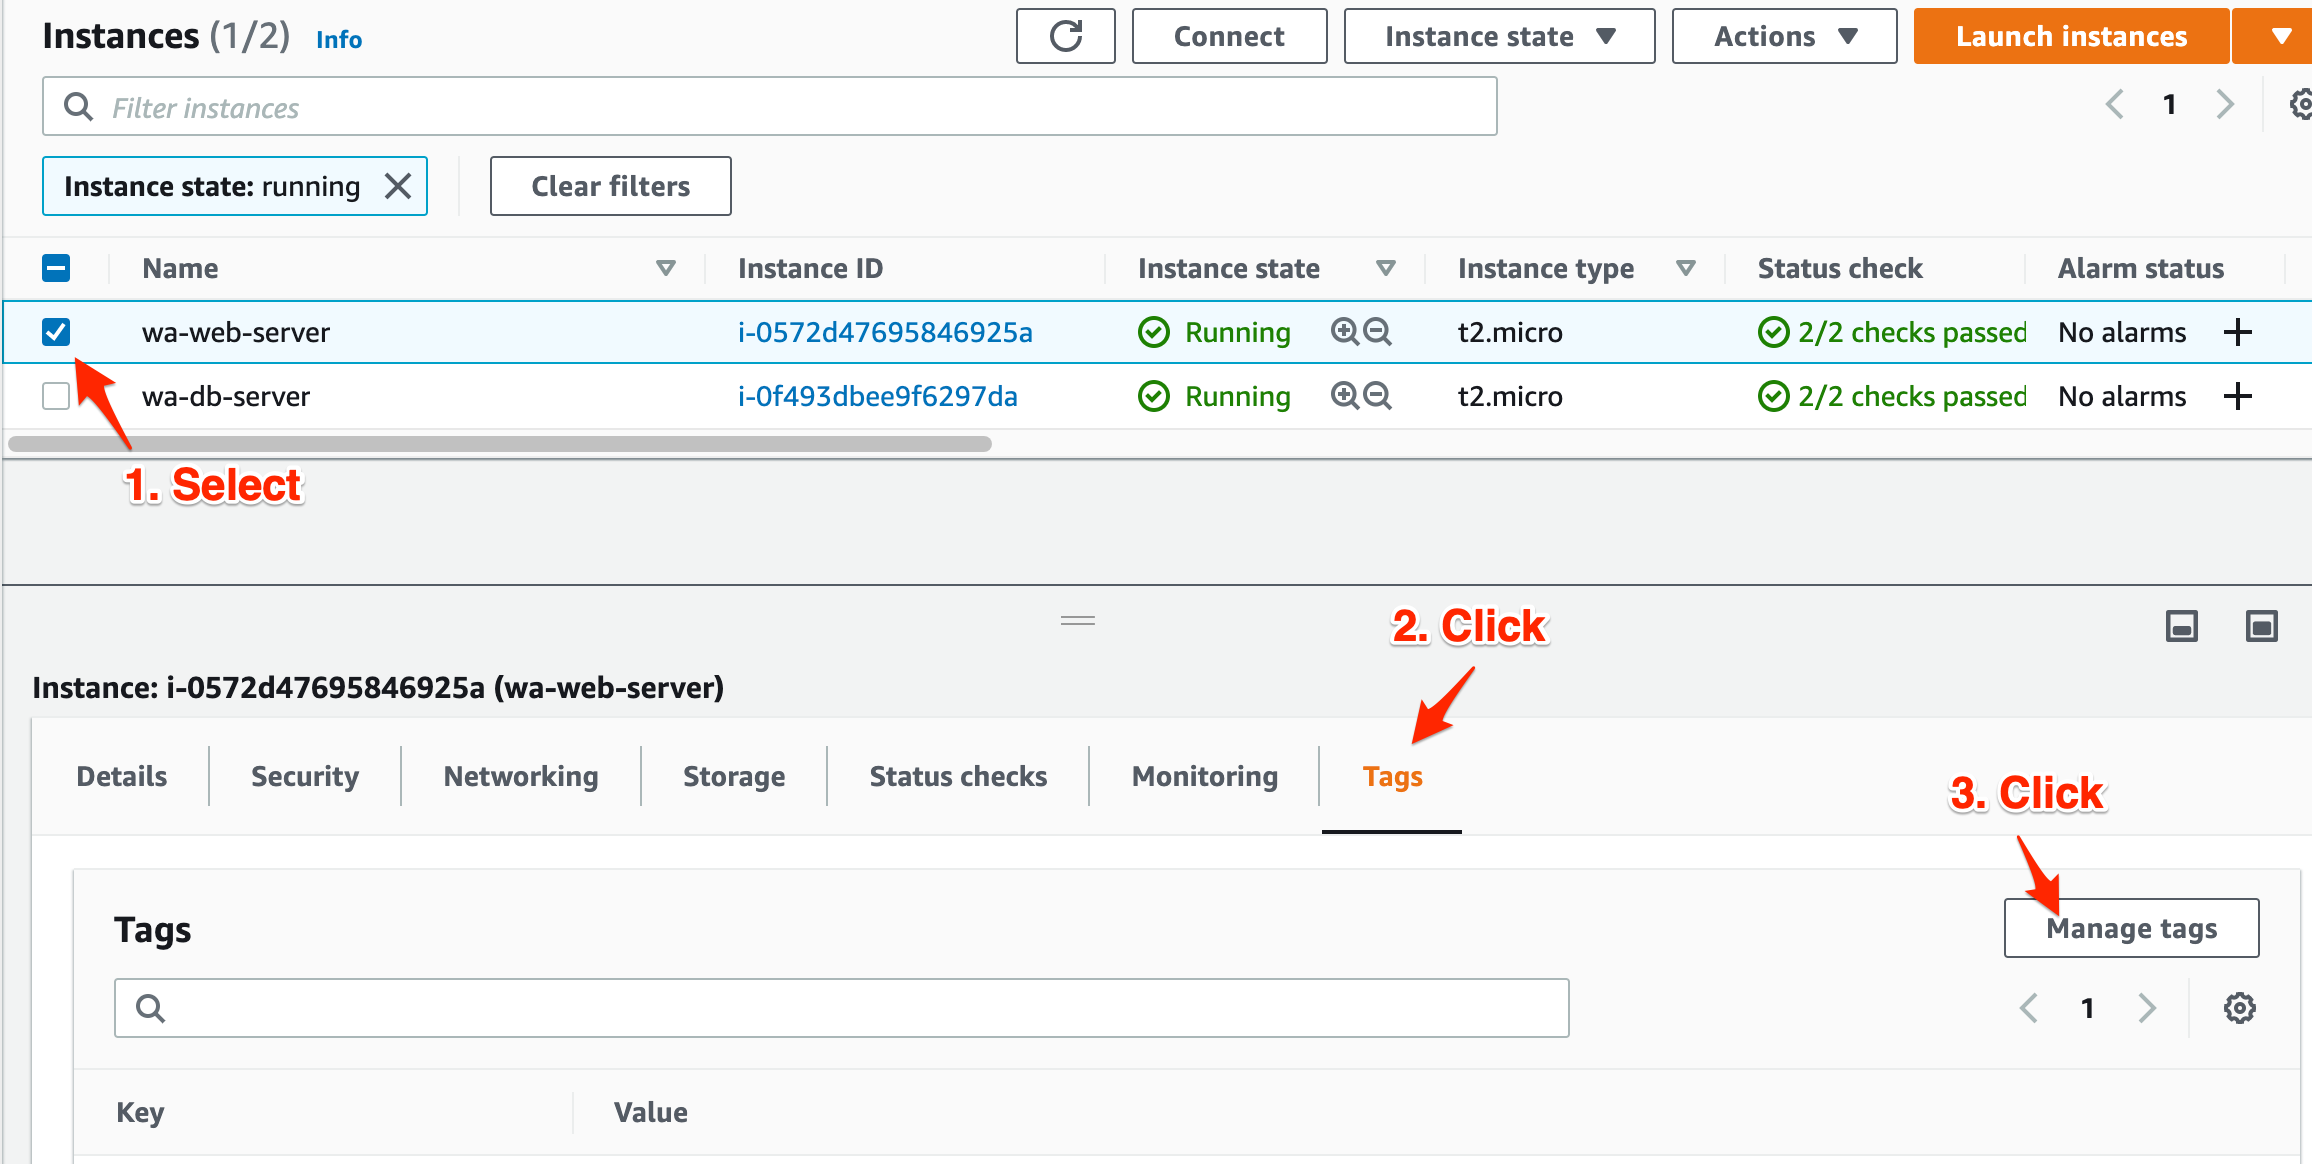 Instances (1/2) Info Connect Instance state Actions Launch instances
Filter instances 1
Instance state: running Clear filters
Name Instance ID Instance state Instance type Status check Alarm status
wa-web-server i-0572d47695846925a Running t2.micro 2/2 checks passed No alarms +
wa-db-server i-0f493dbee9f6297da Running t2.micro 2/2 checks passed No alarms +
1. Select
2. Click
Instance: i-0572d47695846925a (wa-web-server)
Details Security Networking Storage Status checks Monitoring Tags
3. Click
Tags Manage tags
1
Key Value